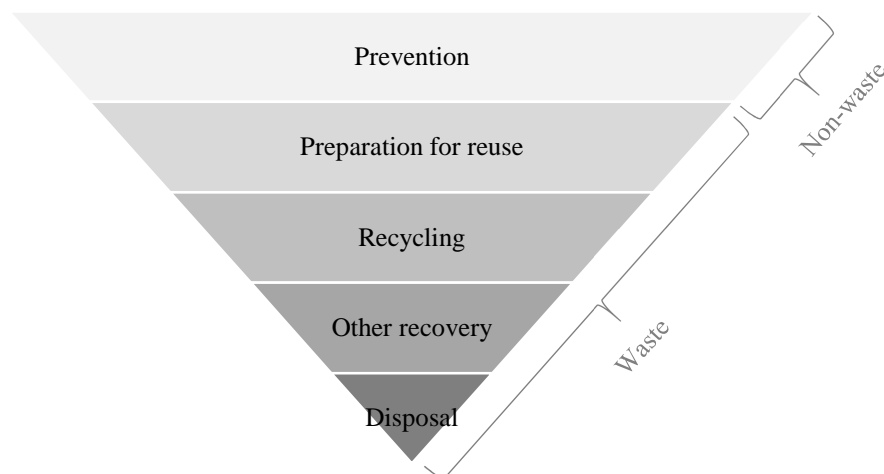 Prevention
Non-waste
Preparation for reuse
Recycling
Other recovery
Waste
Disposal